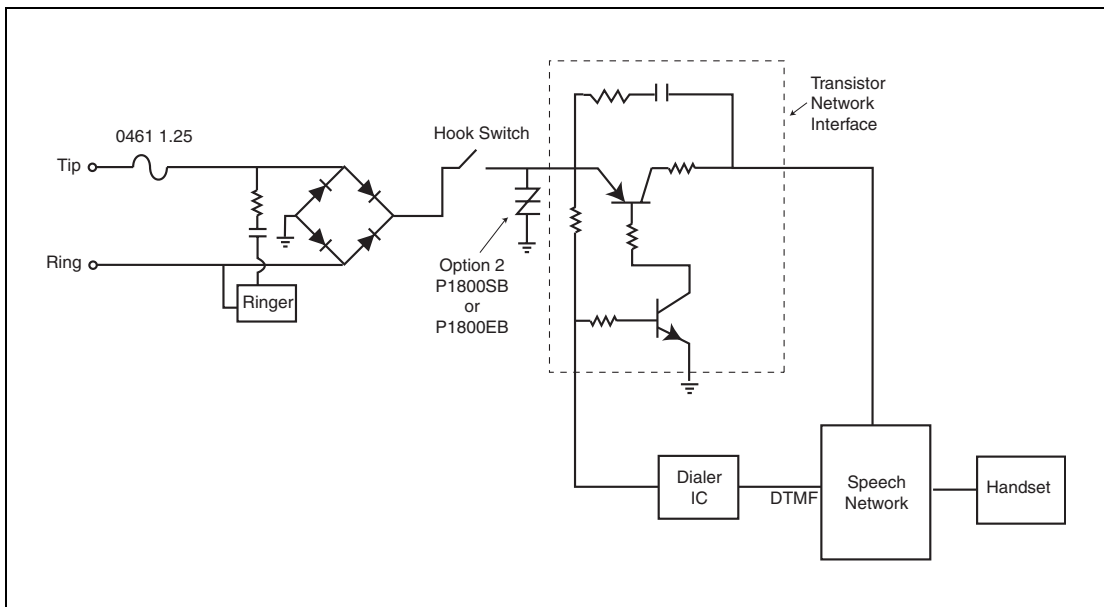 0461 1.25
Tip
Ring
Ringer
Hook Switch
Option 2
P1800SB
or
P1800EB
Transistor
Network
Interface
Dialer
IC
DTMF
Speech
Network
Handset